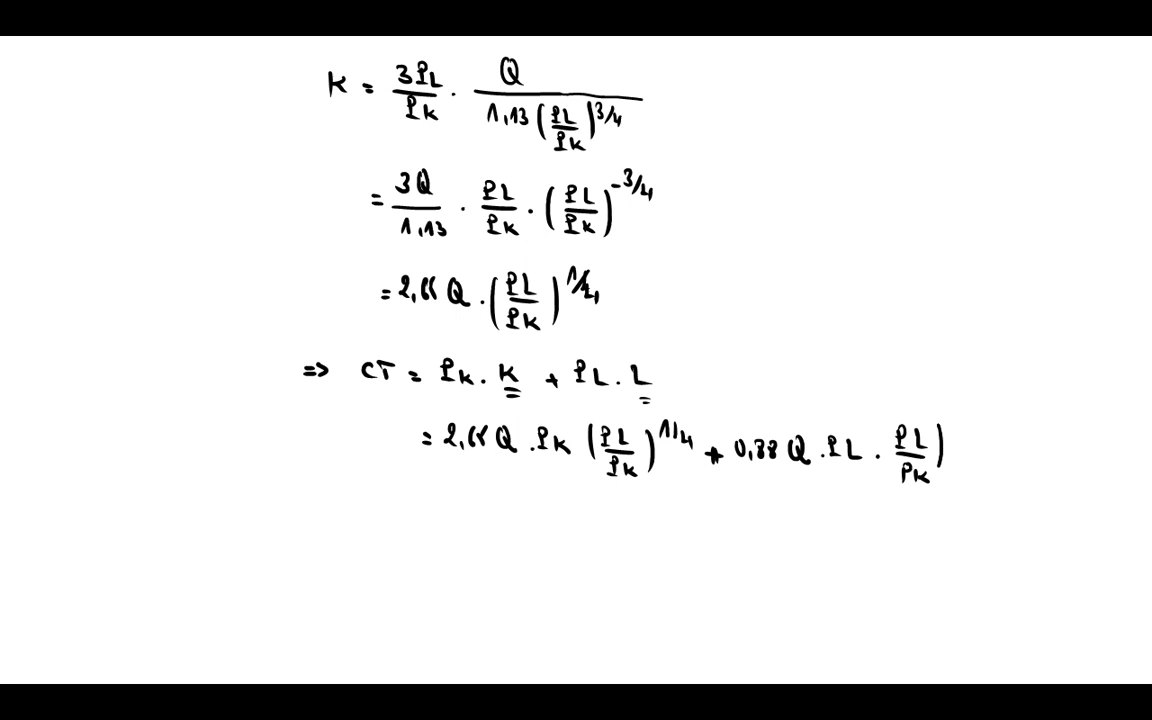 K = 3PL/PK . Q/1,13(PL/PK)^3/4
= 3Q/1,13 . PL/PK . (PL/PK)^-3/4
= 2,65 Q . (PL/PK)^1/4
=> CT = PK . K + PL . L
= 2,65 Q . PK (PL/PK)^1/4 + 0,88 Q . PL . PL/PK)